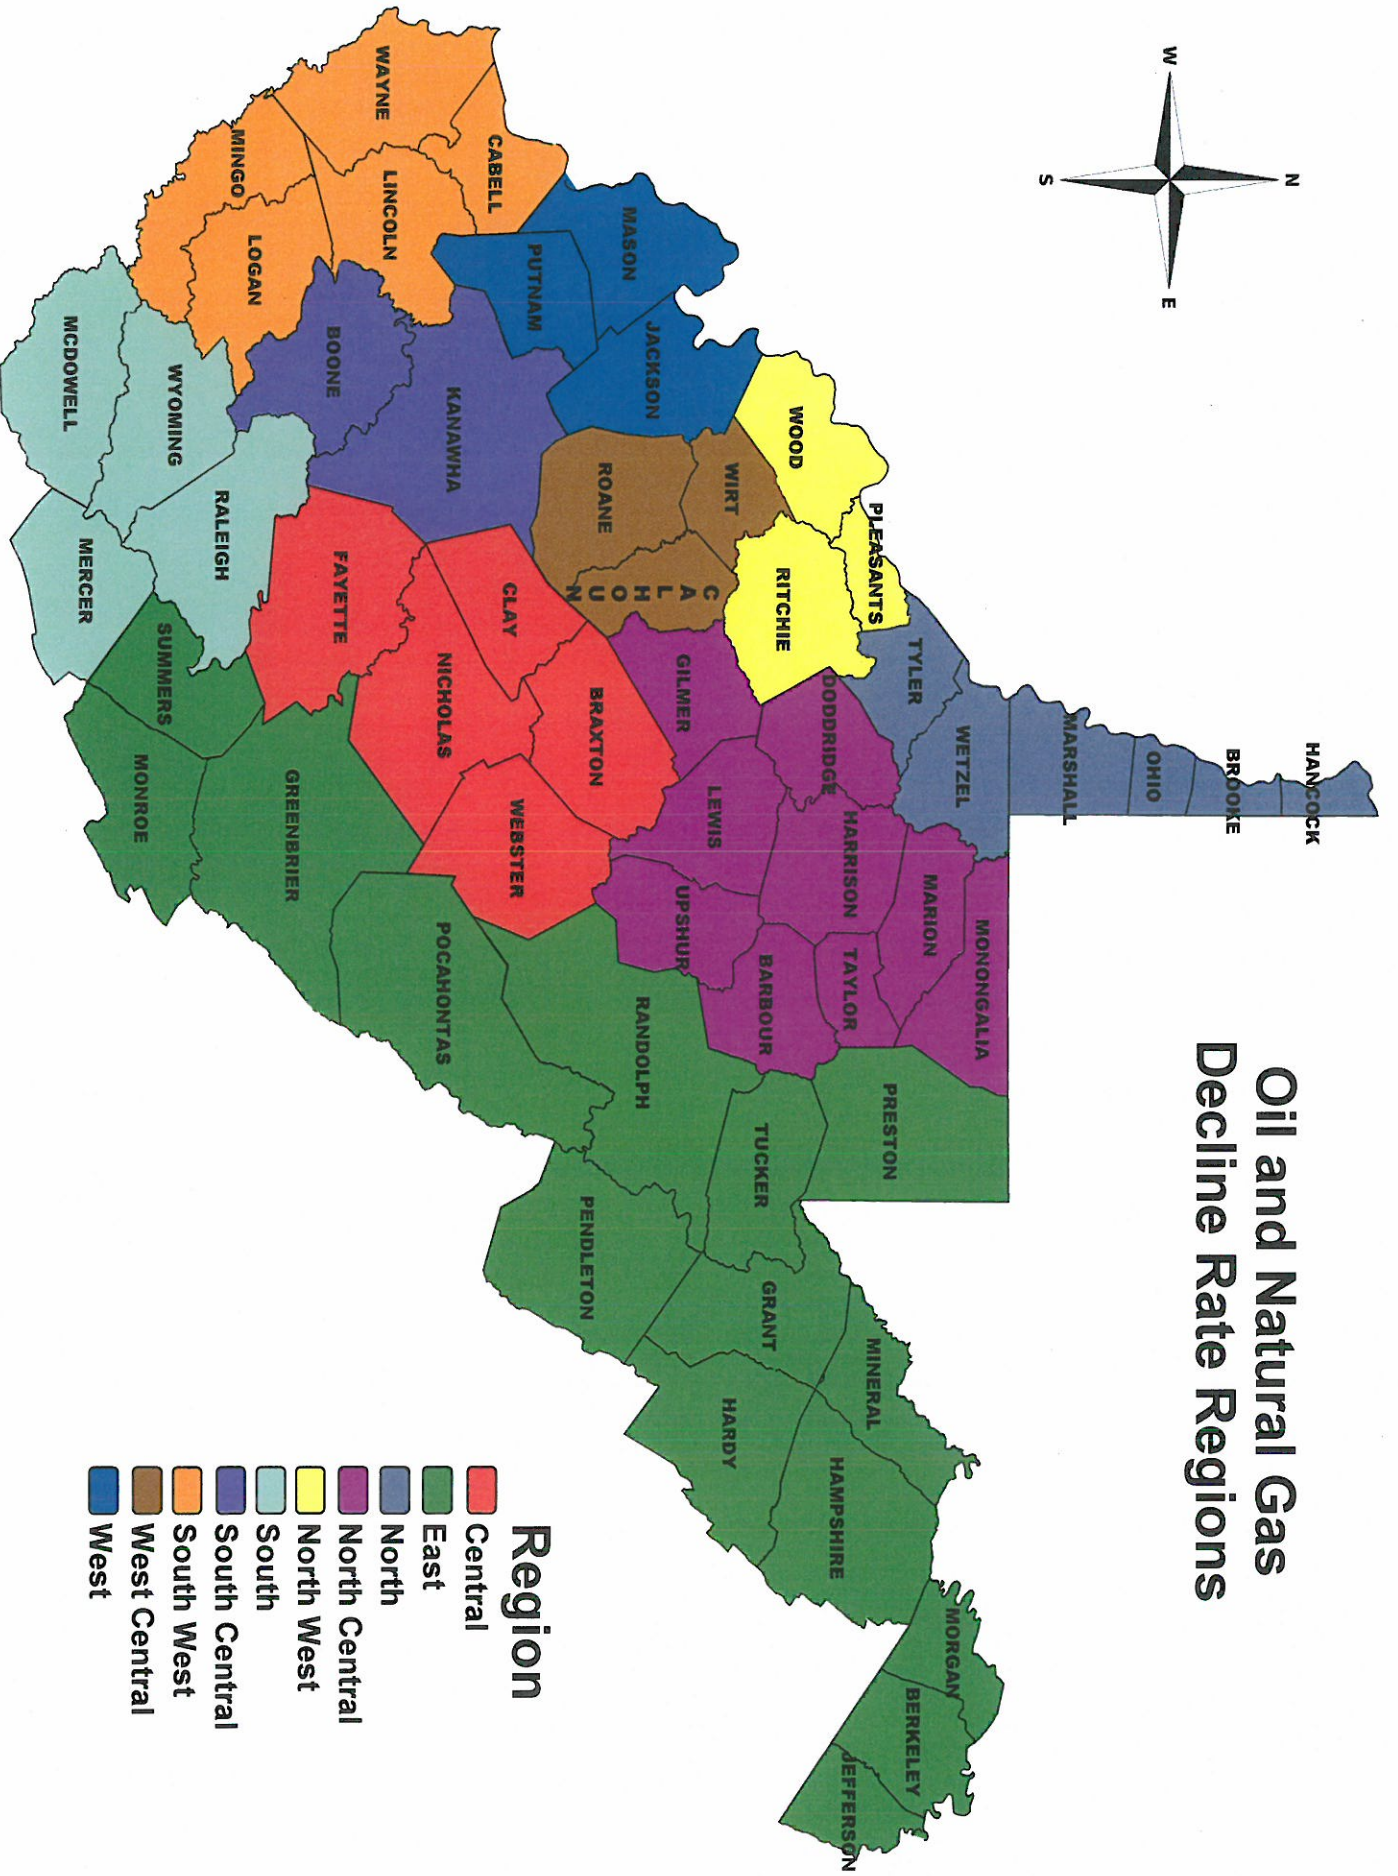 Oil and Natural Gas
Decline Rate Regions
N
W
E
S
HANCOCK
BROOKE
OHIO
MARSHALL
WETZEL
MONONGALIA
MARION
TYLER
PLEASANTS
PRESTON
MORGAN
BERKELEY
JEFFERSON
MINERAL
HAMPSHIRE
TAYLOR
HARRISON
DODDRIDGE
WOOD
RITCHIE
BARBOUR
TUCKER
GRANT
HARDY
WIRT
CALHOUN
GILMER
LEWIS
UPSHUR
RANDOLPH
MASON
JACKSON
ROANE
BRAXTON
PENDLETON
PUTNAM
CABELL
CLAY
WEBSTER
KANAWHA
NICHOLAS
POCAHONTAS
WAYNE
LINCOLN
BOONE
FAYETTE
GREENBRIER
MINGO
LOGAN
RALEIGH
WYOMING
SUMMERS
MONROE
MCDOWELL
MERCER
Region
Central
East
North
North Central
North West
South
South Central
South West
West Central
West